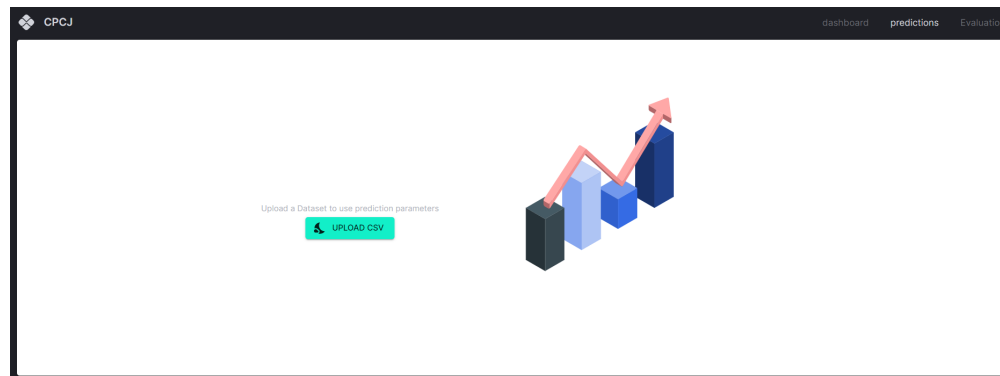 CPCJ
dashboard predictions Evaluatio
Upload a Dataset to use prediction parameters
UPLOAD CSV